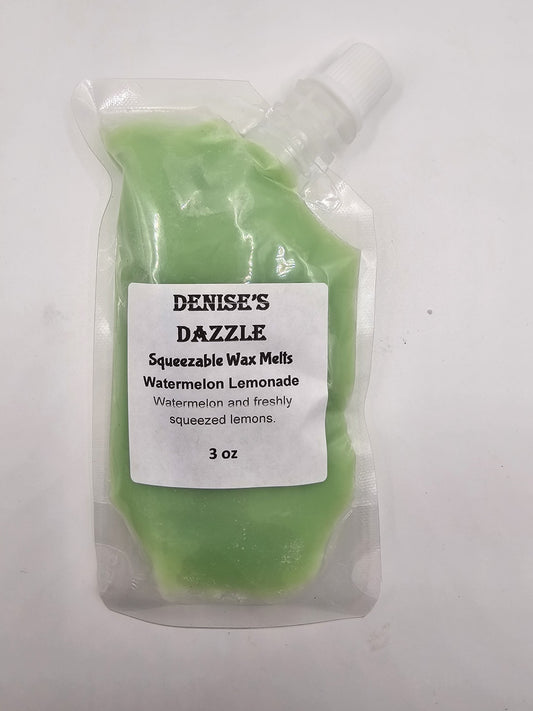 DENISE'S
DAZZLE
Squeezable Wax Melts
Watermelon Lemonade
Watermelon and freshly
squeezed lemons.
3 oz